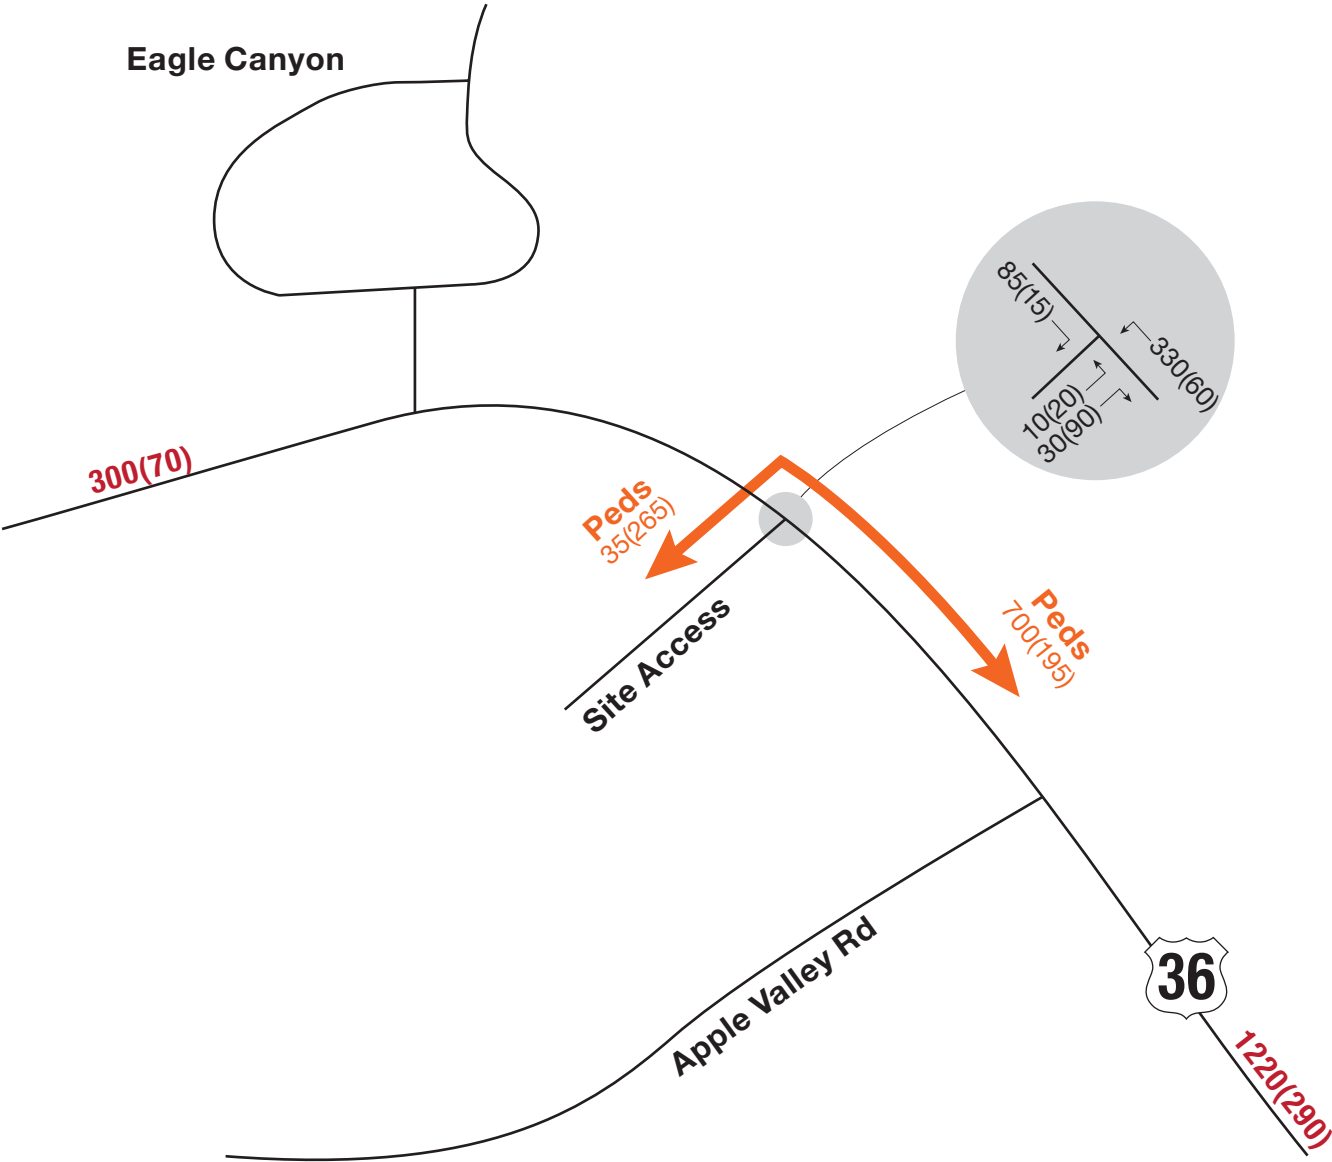 Eagle Canyon
85(15)
330(60)
10(20)
30(90)
300(70)
Peds
35(265)
Peds
700(195)
Site Access
Apple Valley Rd
36
1220(290)